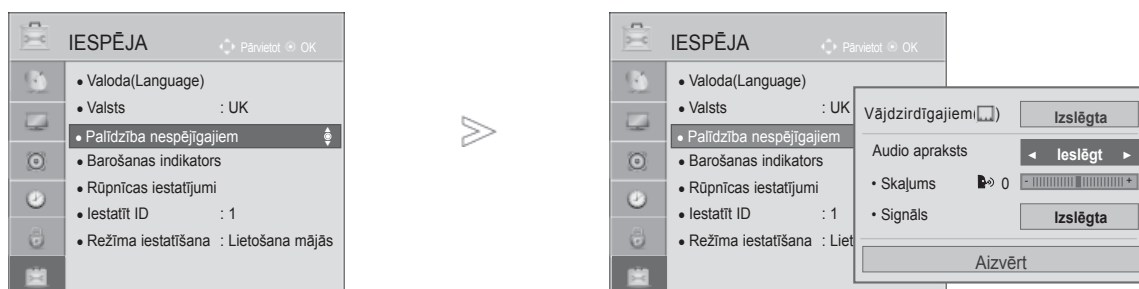 IESPĒJA Pārvietot OK
• Valoda(Language)
• Valsts : UK
• Palīdzība nespējīgajiem
• Barošanas indikators
• Rūpnīcas iestatījumi
• Iestatīt ID : 1
• Režīma iestatīšana : Lietošana mājās
IESPĒJA Pārvietot OK
• Valoda(Language)
• Valsts : UK
• Palīdzība nespējīgajiem
• Barošanas indikators
• Rūpnīcas iestatījumi
• Iestatīt ID : 1
• Režīma iestatīšana : Liet
Vājdzirdīgajiem( ) Izslēgta
Audio apraksts ◄ Ieslēgt ►
• Skaļums 0 - +
• Signāls Izslēgta
Aizvērt